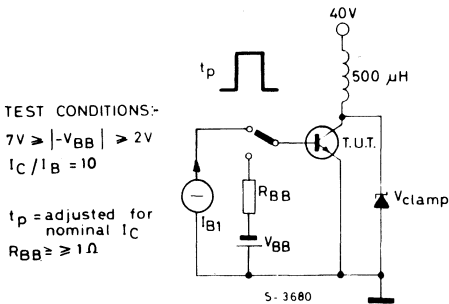 40V
tp
500 µH
TEST CONDITIONS:-
7V ⩾ |-VBB| ⩾ 2V
IC/IB = 10
T.U.T.
RBB
Vclamp
IB1
tp = adjusted for
nominal IC
VBB
RBB ≥ ⩾ 1Ω
S-3680